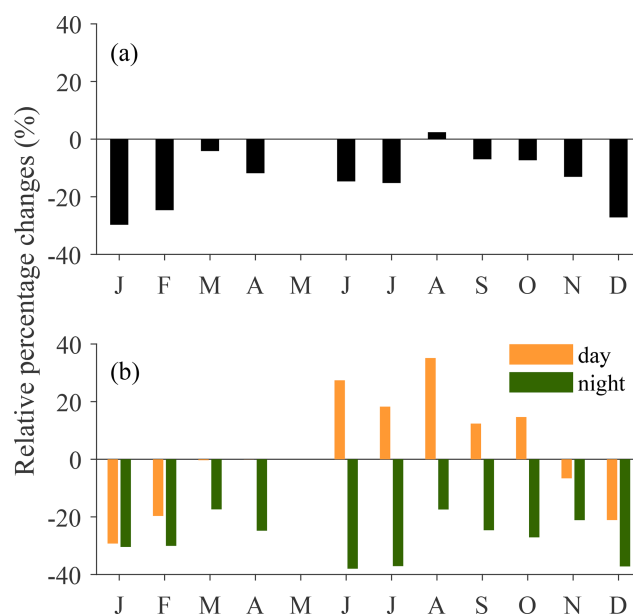 Relative percentage changes (%)
(a)
40
20
0
-20
-40
J F M A M J J A S O N D
(b)
day
night
40
20
0
-20
-40
J F M A M J J A S O N D